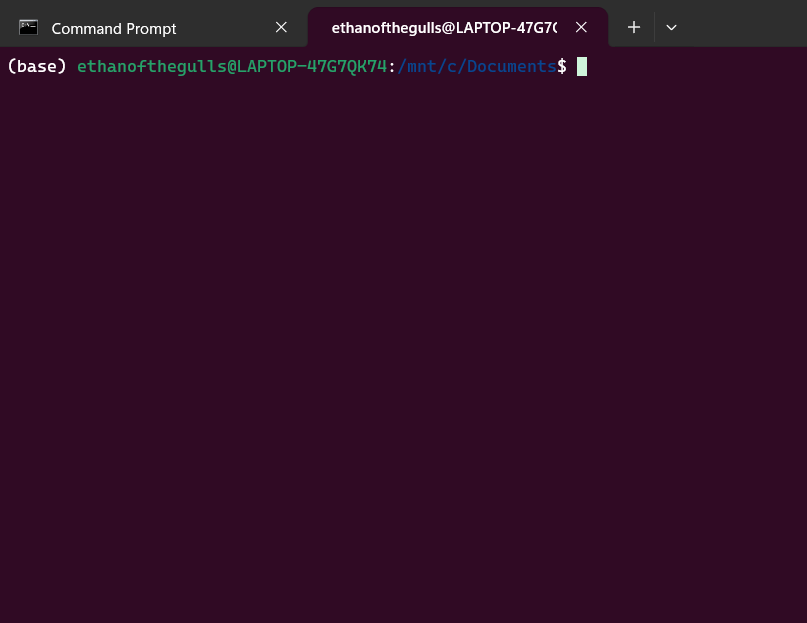 Command Prompt
ethanofthegulls@LAPTOP-47G7
(base) ethanofthegulls@LAPTOP-47G7QK74:/mnt/c/Documents$